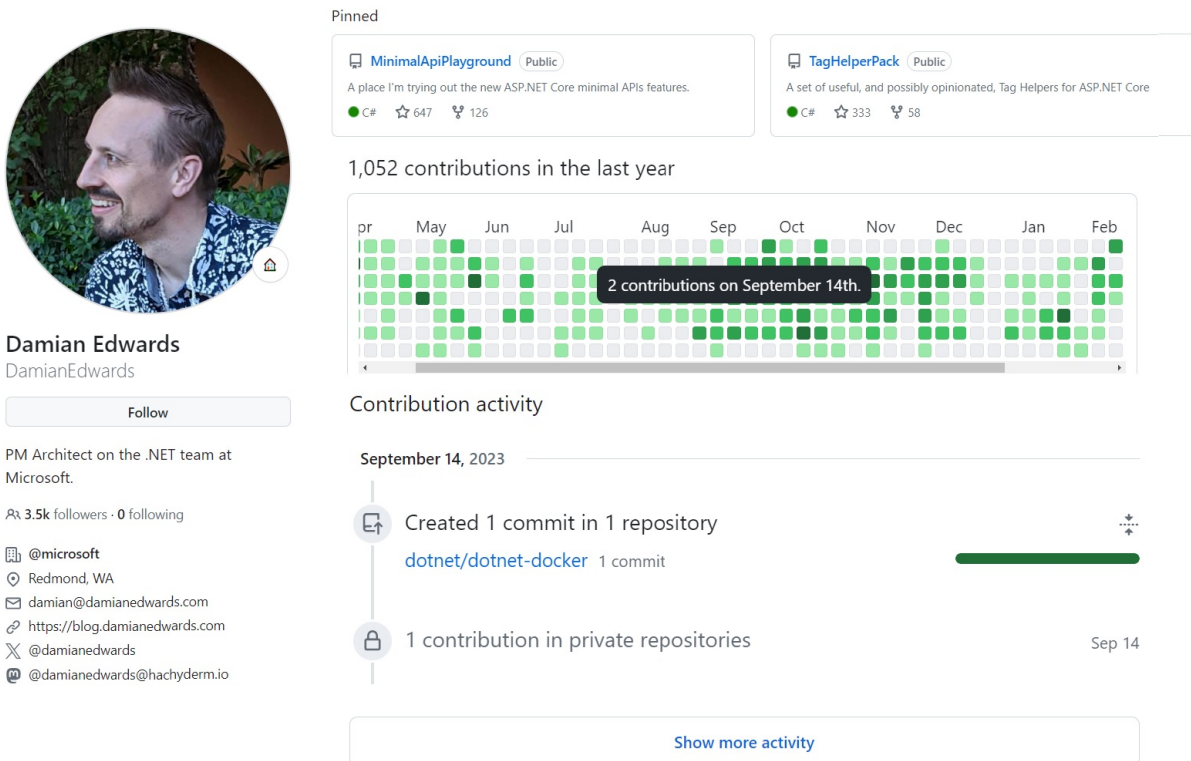 Damian Edwards
DamianEdwards
Follow
PM Architect on the .NET team at
Microsoft.
3.5k followers · 0 following
@microsoft
Redmond, WA
damian@damianedwards.com
https://blog.damianedwards.com
@damianedwards
@damianedwards@hachyderm.io
Pinned
MinimalApiPlayground Public
A place I'm trying out the new ASP.NET Core minimal APIs features.
C# 647 126
TagHelperPack Public
A set of useful, and possibly opinionated, Tag Helpers for ASP.NET Core
C# 333 58
1,052 contributions in the last year
pr May Jun Jul Aug Sep Oct Nov Dec Jan Feb
2 contributions on September 14th.
Contribution activity
September 14, 2023
Created 1 commit in 1 repository
dotnet/dotnet-docker 1 commit
1 contribution in private repositories Sep 14
Show more activity